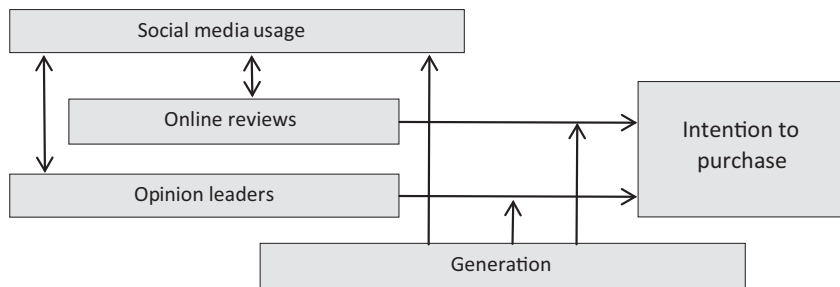 Social media usage
Online reviews
Intention to
purchase
Opinion leaders
Generation